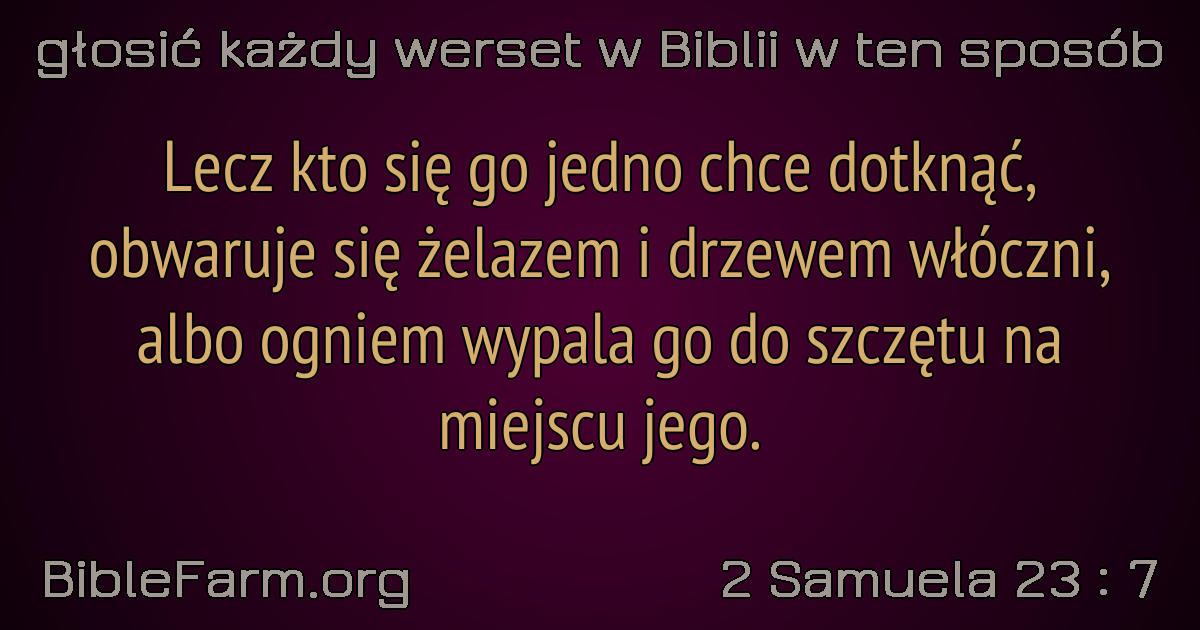 głosić każdy werset w Biblii w ten sposób
Lecz kto się go jedno chce dotknąć,
obwaruje się żelazem i drzewem włóczni,
albo ogniem wypala go do szczętu na
miejscu jego.
BibleFarm.org
2 Samuela 23 : 7